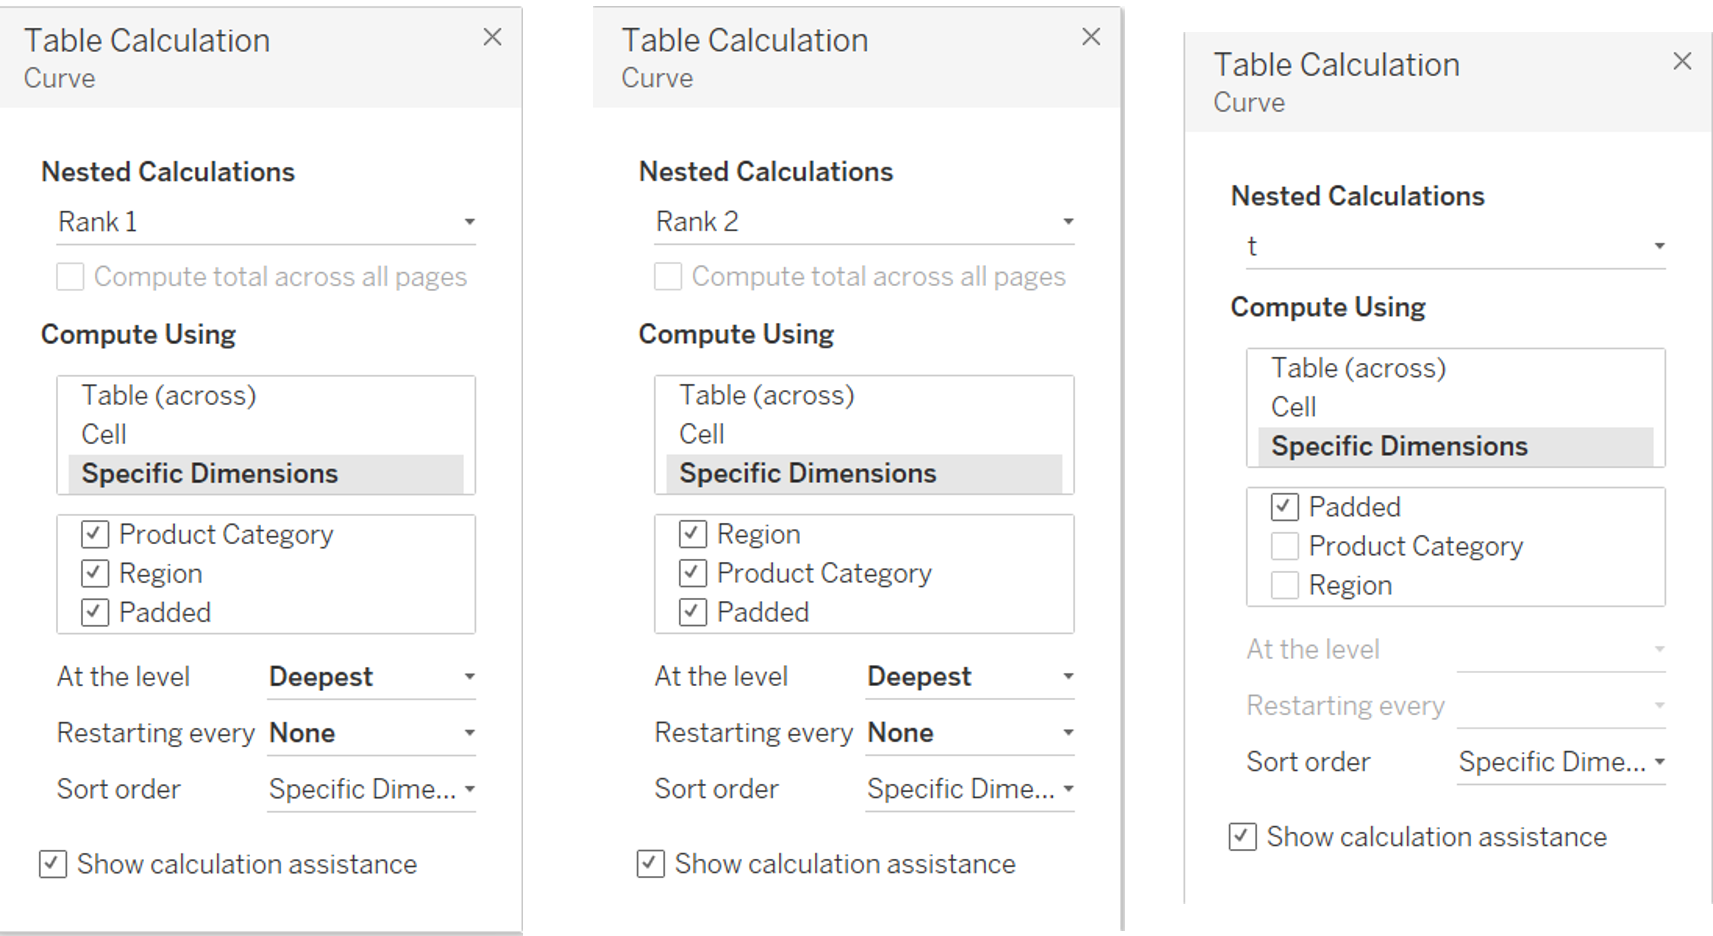 Table Calculation
Curve
Nested Calculations
Rank 1
Compute total across all pages
Compute Using
Table (across)
Cell
Specific Dimensions
Product Category
Region
Padded
At the level Deepest
Restarting every None
Sort order Specific Dime...
Show calculation assistance
Table Calculation
Curve
Nested Calculations
Rank 2
Compute total across all pages
Compute Using
Table (across)
Cell
Specific Dimensions
Region
Product Category
Padded
At the level Deepest
Restarting every None
Sort order Specific Dime...
Show calculation assistance
Table Calculation
Curve
Nested Calculations
t
Compute Using
Table (across)
Cell
Specific Dimensions
Padded
Product Category
Region
At the level
Restarting every
Sort order Specific Dime...
Show calculation assistance